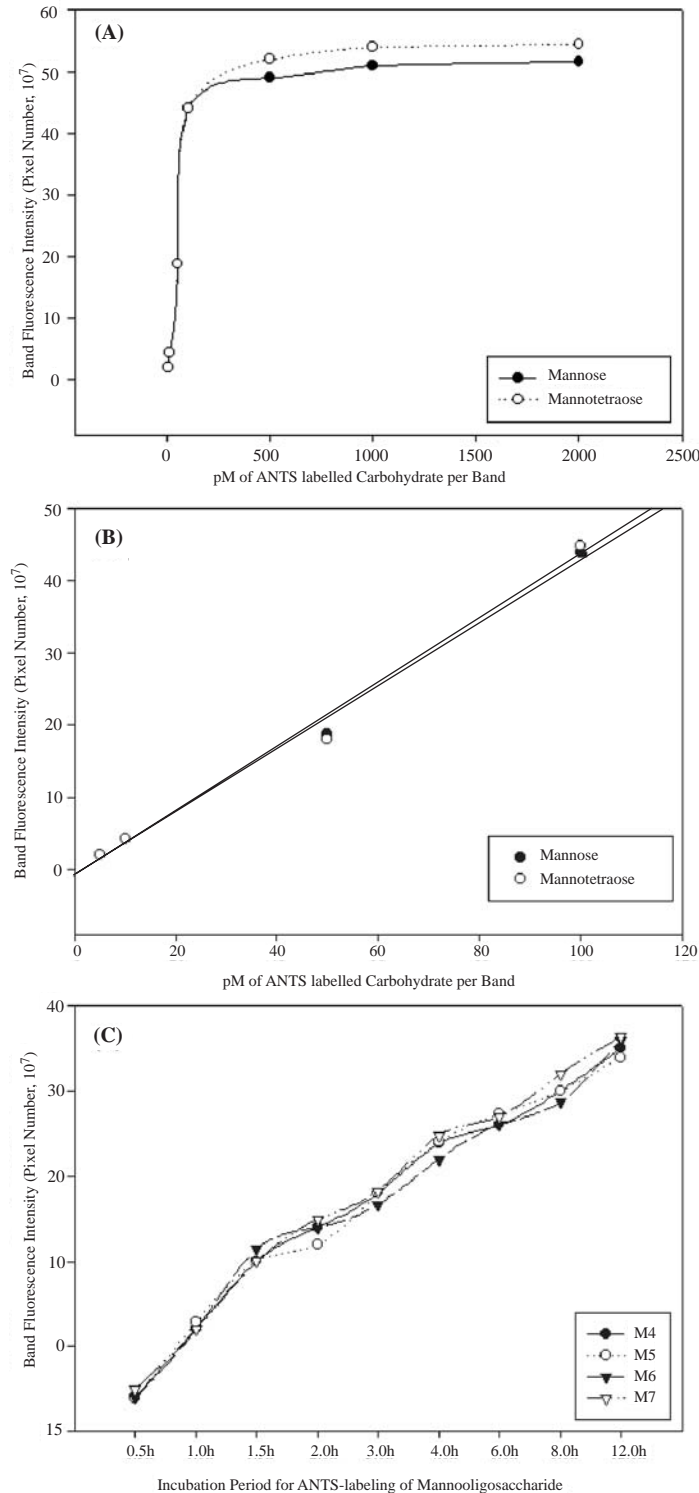 60
(A)
50
40
30
20
10
0
Band Fluorescence Intensity (Pixel Number, 10⁷)
Mannose
Mannotetraose
0 500 1000 1500 2000 2500
pM of ANTS labelled Carbohydrate per Band
50
(B)
40
30
20
10
0
Band Fluorescence Intensity (Pixel Number, 10⁷)
Mannose
Mannotetraose
0 20 40 60 80 100 120
pM of ANTS labelled Carbohydrate per Band
40
(C)
30
20
10
0
15
Band Fluorescence Intensity (Pixel Number, 10⁷)
M4
M5
M6
M7
0.5h 1.0h 1.5h 2.0h 3.0h 4.0h 6.0h 8.0h 12.0h
Incubation Period for ANTS-labeling of Mannooligosaccharide